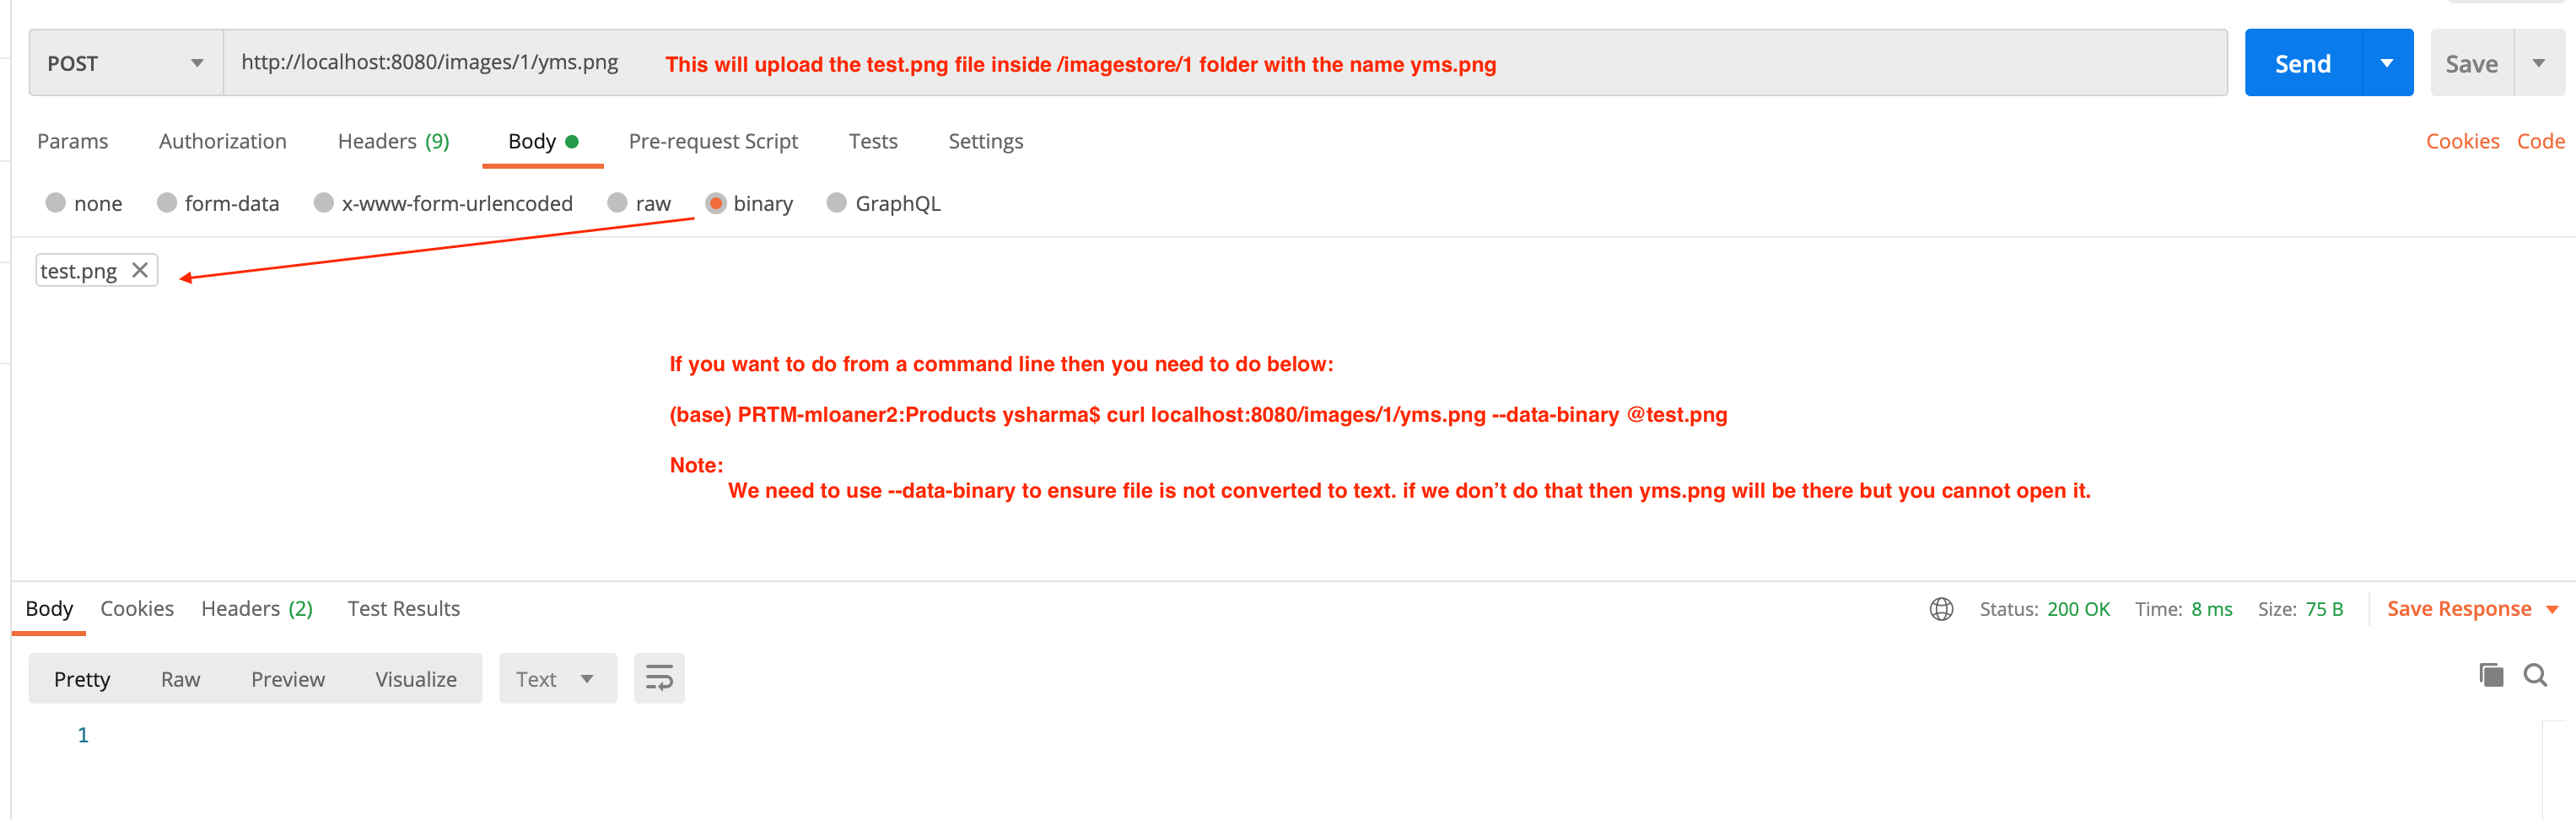 POST http://localhost:8080/images/1/yms.png This will upload the test.png file inside /imagestore/1 folder with the name yms.png Send Save
Params Authorization Headers (9) Body Pre-request Script Tests Settings Cookies Code
none form-data x-www-form-urlencoded raw binary GraphQL
test.png
If you want to do from a command line then you need to do below:
(base) PRTM-mloaner2:Products ysharma$ curl localhost:8080/images/1/yms.png --data-binary @test.png
Note:
We need to use --data-binary to ensure file is not converted to text. if we don’t do that then yms.png will be there but you cannot open it.
Body Cookies Headers (2) Test Results Status: 200 OK Time: 8 ms Size: 75 B Save Response
Pretty Raw Preview Visualize Text
1